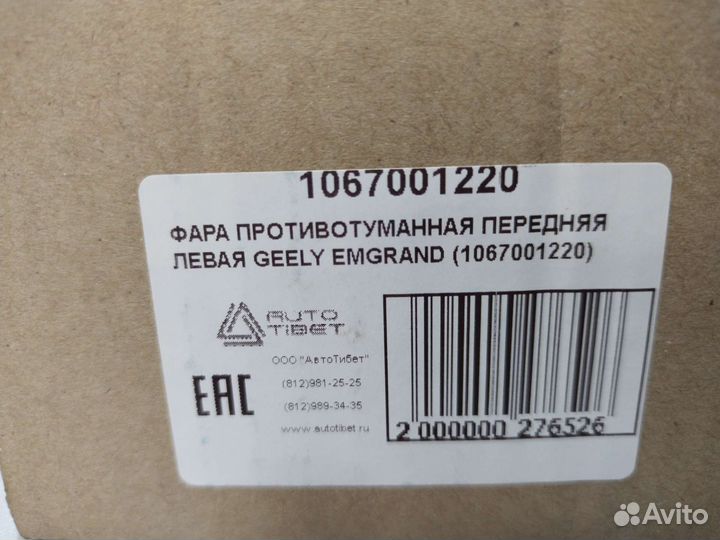 1067001220
ФАРА ПРОТИВОТУМАННАЯ ПЕРЕДНЯЯ
ЛЕВАЯ GEELY EMGRAND (1067001220)
AUTO
TIBET
ООО "АвтоТибет"
(812)981-25-25
(812)989-34-35
www.autotibet.ru
EAC
2 000000 276526
Avito